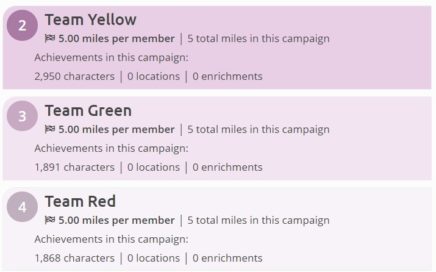 2
Team Yellow
5.00 miles per member | 5 total miles in this campaign
Achievements in this campaign:
2,950 characters | 0 locations | 0 enrichments
3
Team Green
5.00 miles per member | 5 total miles in this campaign
Achievements in this campaign:
1,891 characters | 0 locations | 0 enrichments
4
Team Red
5.00 miles per member | 5 total miles in this campaign
Achievements in this campaign:
1,868 characters | 0 locations | 0 enrichments